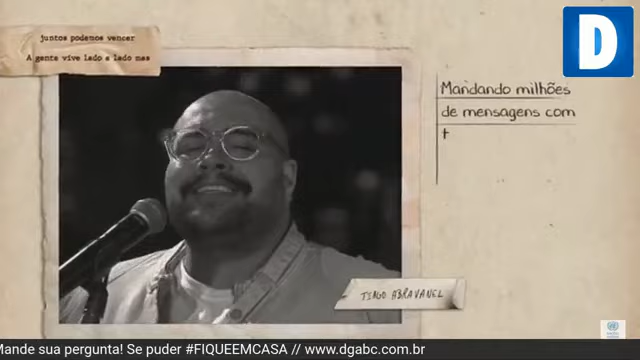 juntos podemos vencer
A gente vive lado a lado mas
D
Mandando milhões
de mensagens com
t
TIAGO ABRAVANEL
Mande sua pergunta! Se puder #FIQUEEMCASA // www.dgabc.com.br